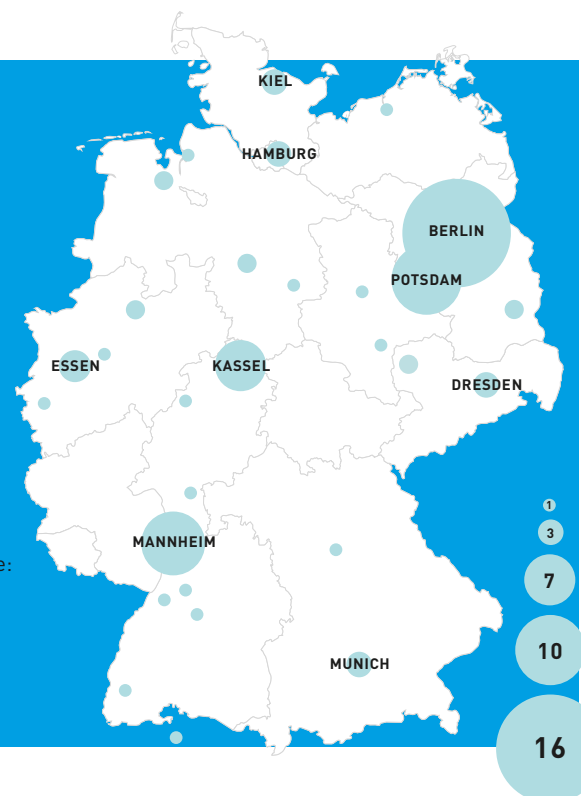 KIEL
HAMBURG
BERLIN
POTSDAM
ESSEN
KASSEL
DRESDEN
MANNHEIM
e:
MUNICH
1
3
7
10
16